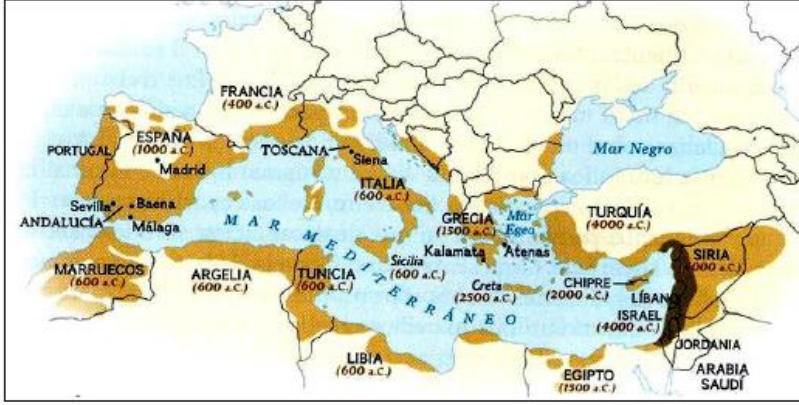 FRANCIA
(400 a.C.)
ESPAÑA
(1000 a.C.)
PORTUGAL
Madrid
TOSCANA
Siena
ITALIA
(600 a.C.)
Mar Negro
Sevilla
Baena
ANDALUCÍA
Málaga
MAR MEDITERRÁNEO
GRECIA
(1500 a.C.)
Mar
Egeo
TURQUÍA
(4000 a.C.)
Kalamata
Atenas
MARRUECOS
(600 a.C.)
ARGELIA
(600 a.C.)
TUNICIA
(600 a.C.)
Sicilia
(600 a.C.)
Creta
(2500 a.C.)
CHIPRE
(2000 a.C.)
SIRIA
LÍBANO
ISRAEL
(4000 a.C.)
JORDANIA
LIBIA
(600 a.C.)
EGIPTO
(1500 a.C.)
ARABIA
SAUDÍ